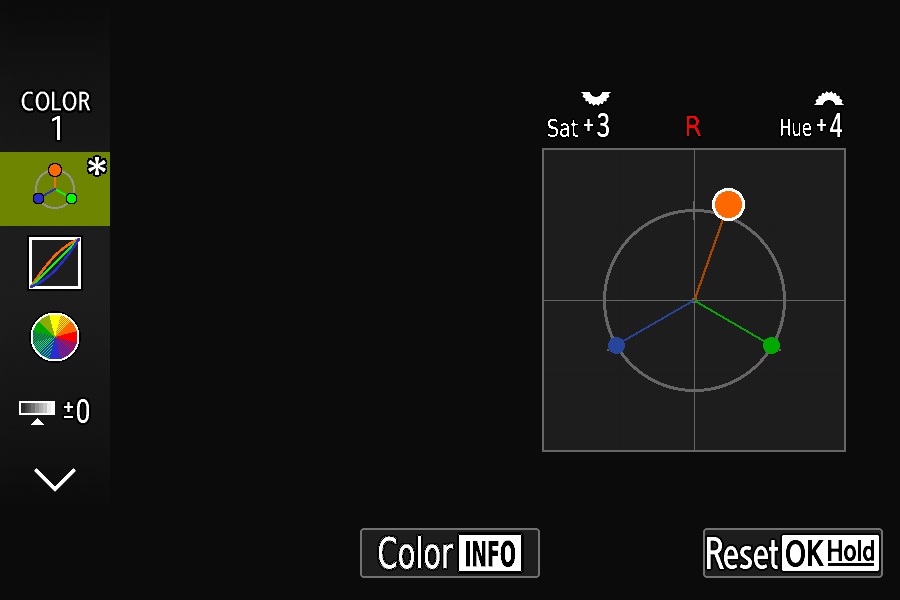 COLOR
1
Sat +3 R Hue +4
*
±0
Color INFO
Reset OK Hold